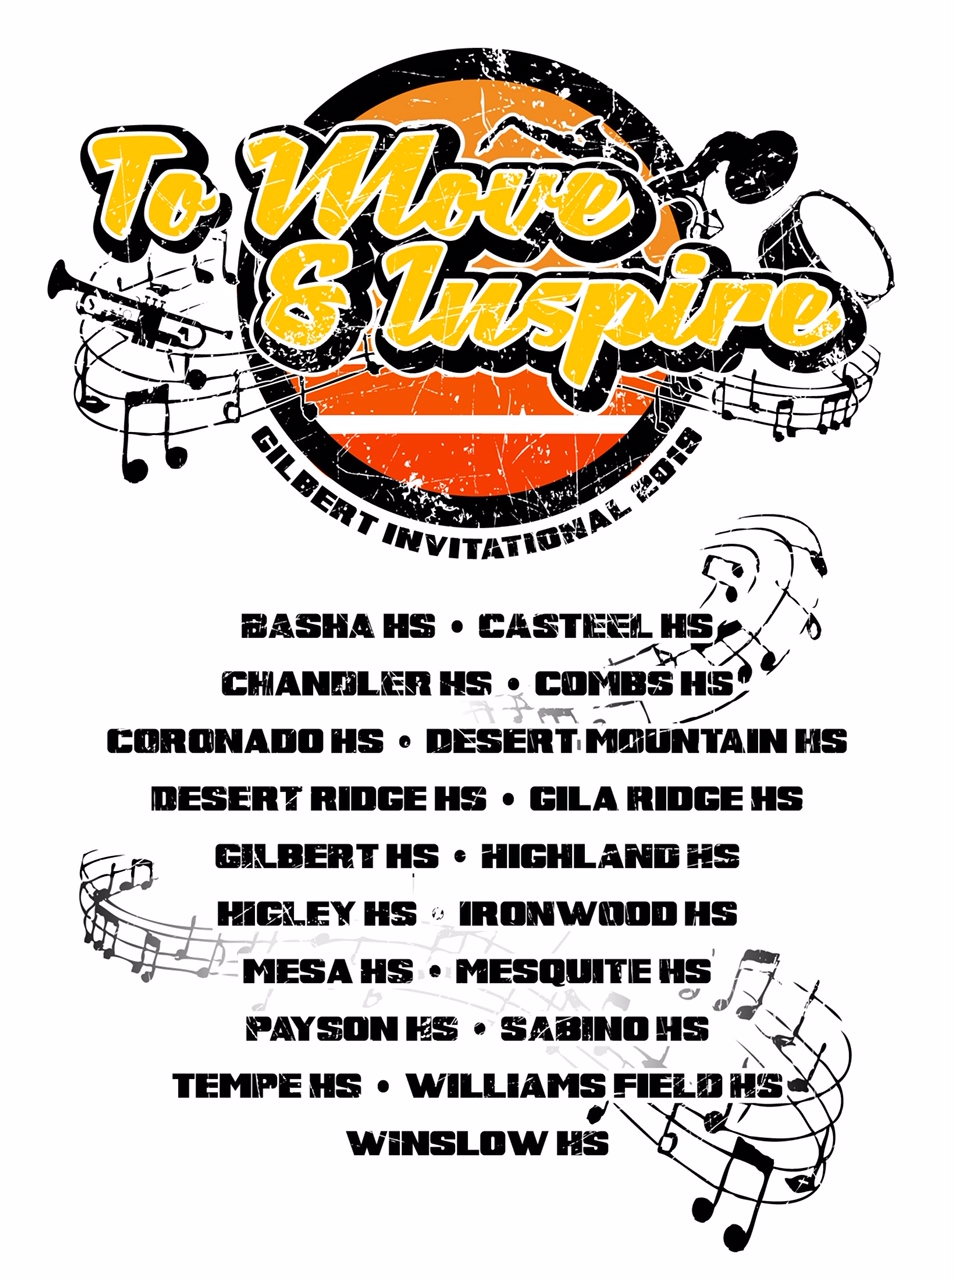 To Move
& Inspire
GILBERT INVITATIONAL 2019
BASHA HS • CASTEEL HS
CHANDLER HS • COMBS HS
CORONADO HS • DESERT MOUNTAIN HS
DESERT RIDGE HS • GILA RIDGE HS
GILBERT HS • HIGHLAND HS
HIGLEY HS • IRONWOOD HS
MESA HS • MESQUITE HS
PAYSON HS • SABINO HS
TEMPE HS • WILLIAMS FIELD HS
WINSLOW HS